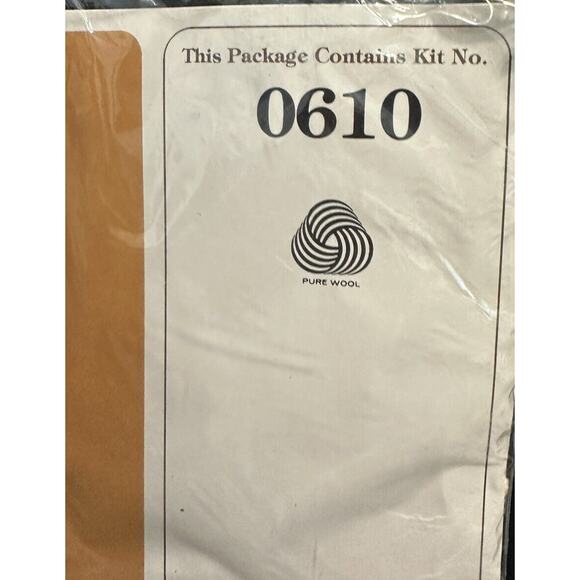 This Package Contains Kit No.
0610
PURE WOOL